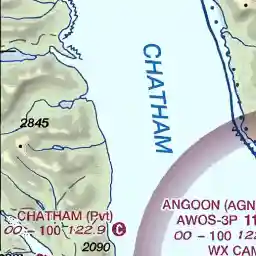 CHATHAM
2845
CHATHAM (Pvt)
00 - 100 122.9 C
2090
ANGOON (AGN
AWOS-3P 11
00 - 100 122
WX CAM